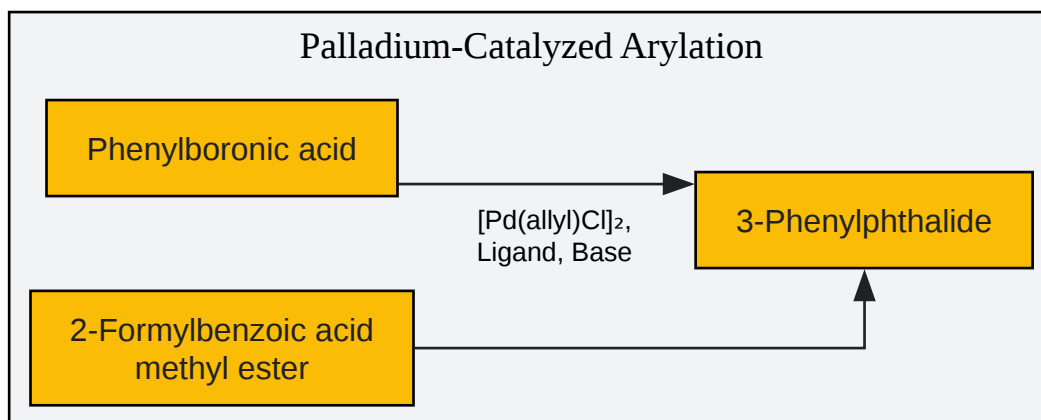 Palladium-Catalyzed Arylation
Phenylboronic acid
[Pd(allyl)Cl]₂,
Ligand, Base
3-Phenylphthalide
2-Formylbenzoic acid
methyl ester